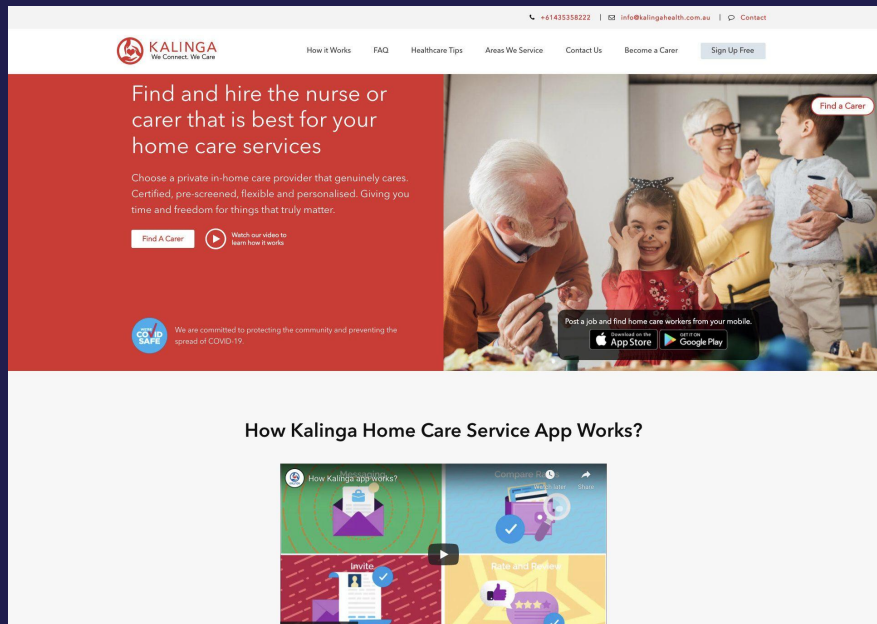 +61435358222 | info@kalingahealth.com.au | Contact
KALINGA
We Connect. We Care
How it Works FAQ Healthcare Tips Areas We Service Contact Us Become a Carer Sign Up Free
Find and hire the nurse or
carer that is best for your
home care services
Find a Carer
Choose a private in-home care provider that genuinely cares.
Certified, pre-screened, flexible and personalised. Giving you
time and freedom for things that truly matter.
Find A Carer
Watch our video to
learn how it works
COVID
SAFE
We are committed to protecting the community and preventing the
spread of COVID-19.
Post a job and find home care workers from your mobile.
Download on the
App Store
GET IT ON
Google Play
How Kalinga Home Care Service App Works?
How Kalinga app works?
Messaging
Compare Rates
Watch later
Share
Invite
Rate and Review